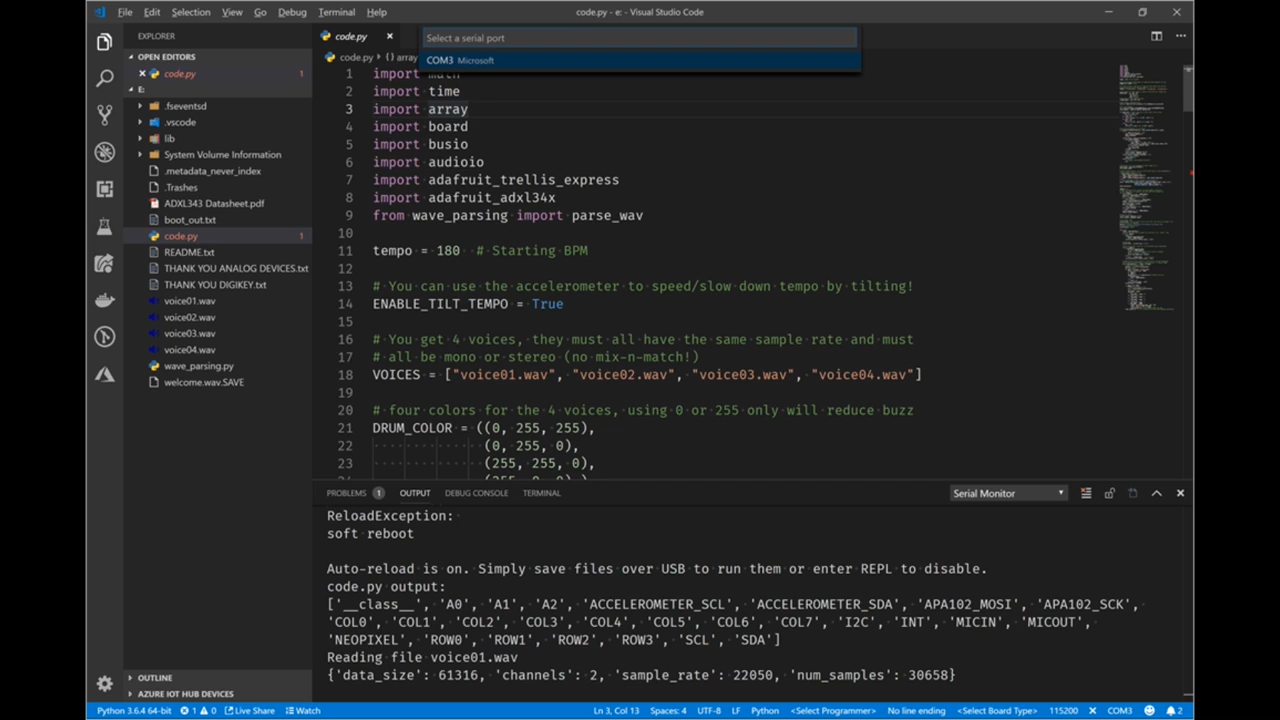 File Edit Selection View Go Debug Terminal Help
code.py - e: - Visual Studio Code
EXPLORER
OPEN EDITORS
code.py 1
E:
.fseventsd
.vscode
lib
System Volume Information
.metadata_never_index
.Trashes
ADXL343 Datasheet.pdf
boot_out.txt
code.py 1
README.txt
THANK YOU ANALOG DEVICES.txt
THANK YOU DIGIKEY.txt
voice01.wav
voice02.wav
voice03.wav
voice04.wav
wave_parsing.py
welcome.wav.SAVE
OUTLINE
AZURE IOT HUB DEVICES
code.py
Select a serial port
COM3 Microsoft
code.py › {} array
1 import math
2 import time
3 import array
4 import board
5 import busio
6 import audioio
7 import adafruit_trellis_express
8 import adafruit_adxl34x
9 from wave_parsing import parse_wav
10
11 tempo = 180  # Starting BPM
12
13 # You can use the accelerometer to speed/slow down tempo by tilting!
14 ENABLE_TILT_TEMPO = True
15
16 # You get 4 voices, they must all have the same sample rate and must
17 # all be mono or stereo (no mix-n-match!)
18 VOICES = ["voice01.wav", "voice02.wav", "voice03.wav", "voice04.wav"]
19
20 # four colors for the 4 voices, using 0 or 255 only will reduce buzz
21 DRUM_COLOR = ((0, 255, 255),
22 (0, 255, 0),
23 (255, 255, 0),
PROBLEMS 1 OUTPUT DEBUG CONSOLE TERMINAL
Serial Monitor
ReloadException:
soft reboot
Auto-reload is on. Simply save files over USB to run them or enter REPL to disable.
code.py output:
['__class__', 'A0', 'A1', 'A2', 'ACCELEROMETER_SCL', 'ACCELEROMETER_SDA', 'APA102_MOSI', 'APA102_SCK',
'COL0', 'COL1', 'COL2', 'COL3', 'COL4', 'COL5', 'COL6', 'COL7', 'I2C', 'INT', 'MICIN', 'MICOUT',
'NEOPIXEL', 'ROW0', 'ROW1', 'ROW2', 'ROW3', 'SCL', 'SDA']
Reading file voice01.wav
{'data_size': 61316, 'channels': 2, 'sample_rate': 22050, 'num_samples': 30658}
Python 3.6.4 64-bit 1 0 Live Share Watch Ln 3, Col 13 Spaces: 4 UTF-8 LF Python <Select Programmer> No line ending <Select Board Type> 115200 COM3 2